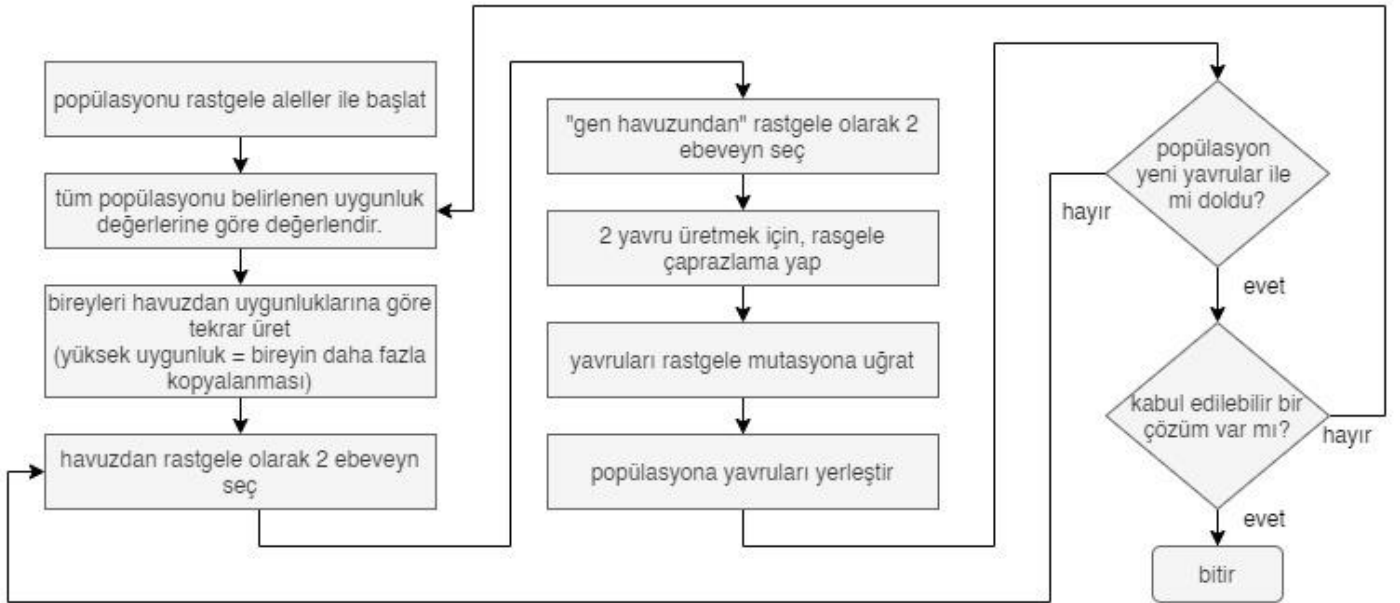 popülasyonu rastgele aleller ile başlat
tüm popülasyonu belirlenen uygunluk
değerlerine göre değerlendir.
bireyleri havuzdan uygunluklarına göre
tekrar üret
(yüksek uygunluk = bireyin daha fazla
kopyalanması)
havuzdan rastgele olarak 2 ebeveyn
seç
"gen havuzundan" rastgele olarak 2
ebeveyn seç
2 yavru üretmek için, rasgele
çaprazlama yap
yavruları rastgele mutasyona uğrat
popülasyona yavruları yerleştir
popülasyon
yeni yavrular ile
mi doldu?
hayır
evet
kabul edilebilir bir
çözüm var mı?
hayır
evet
bitir